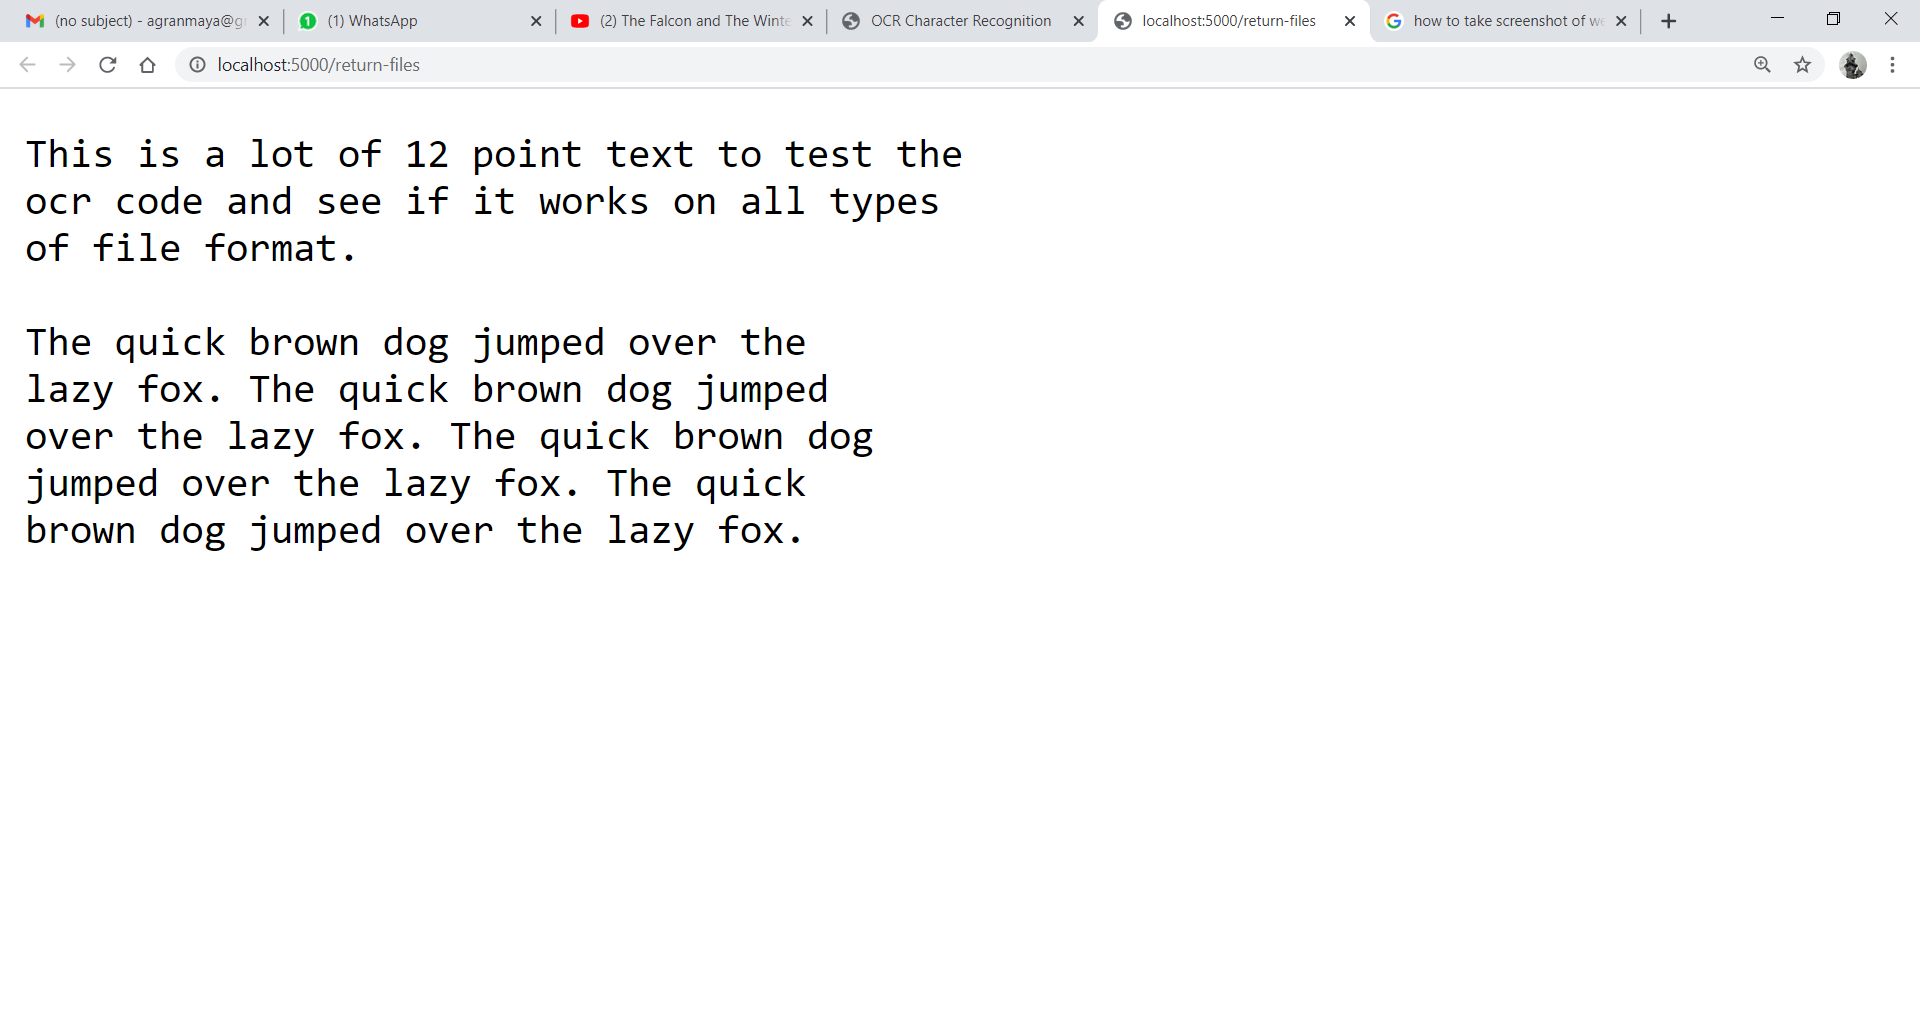 (no subject) - agranmaya@gr
(1) WhatsApp
(2) The Falcon and The Winte
OCR Character Recognition
localhost:5000/return-files
how to take screenshot of we
localhost:5000/return-files
This is a lot of 12 point text to test the
ocr code and see if it works on all types
of file format.
The quick brown dog jumped over the
lazy fox. The quick brown dog jumped
over the lazy fox. The quick brown dog
jumped over the lazy fox. The quick
brown dog jumped over the lazy fox.